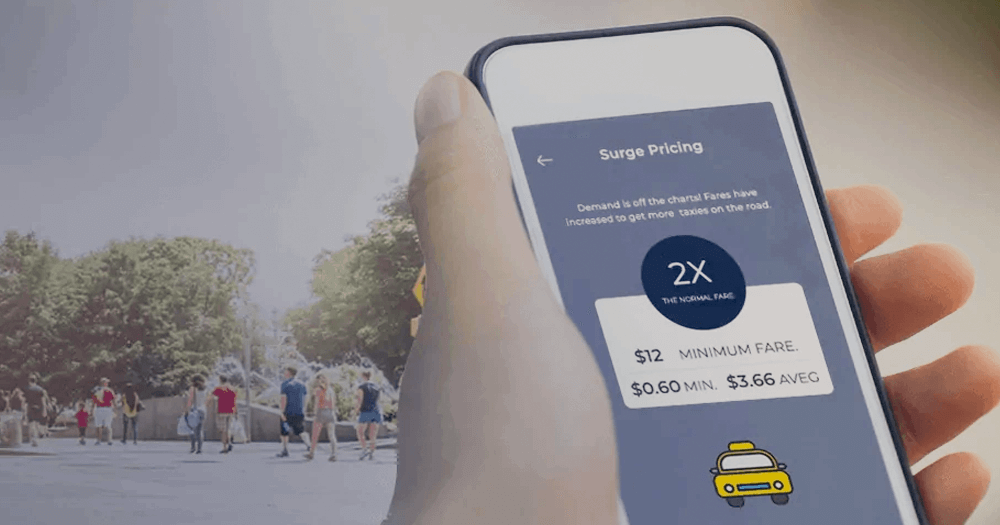 Surge Pricing
Demand is off the charts! Fares have
increased to get more taxies on the road.
2X
THE NORMAL FARE
$12 MINIMUM FARE.
$0.60 MIN. $3.66 AVEG